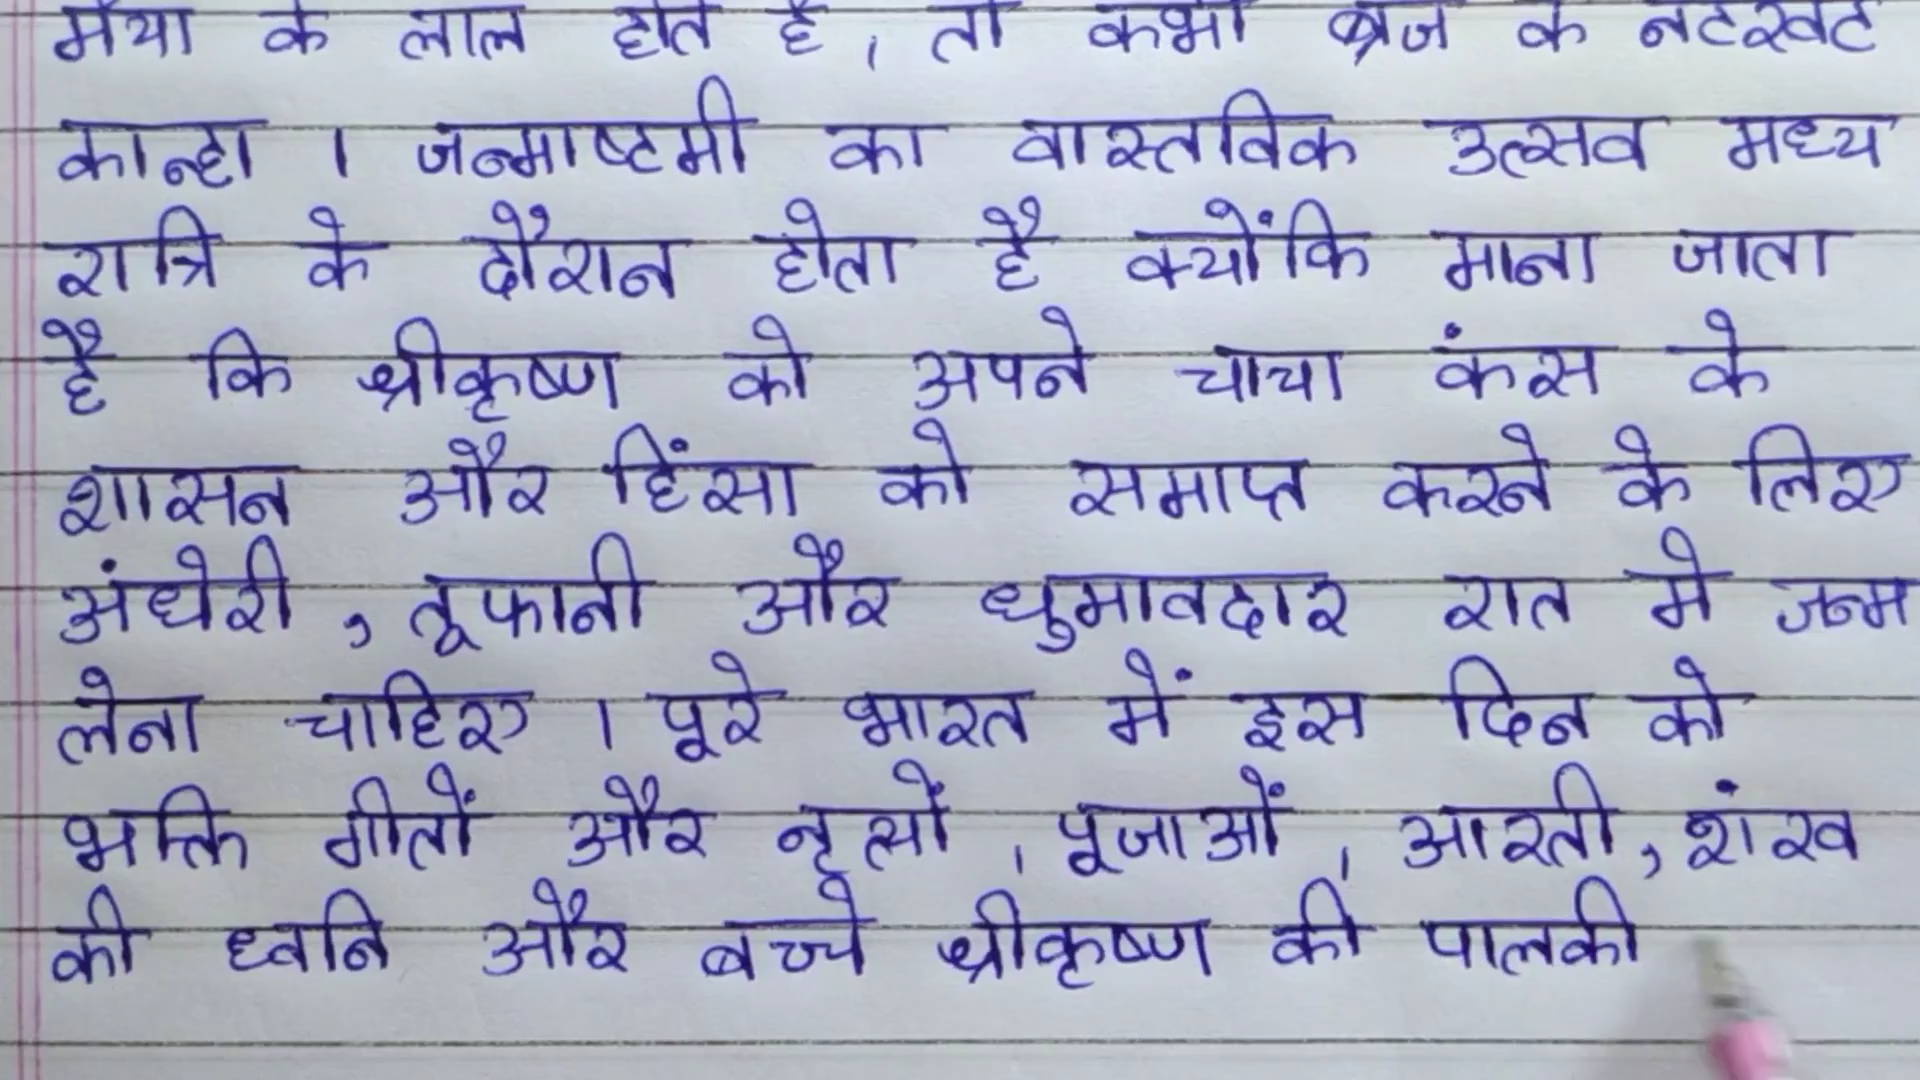 मैया के लाल होते है, तो कभी ब्रज के नटखट
कान्हा । जन्माष्टमी का वास्तविक उत्सव मध्य
रात्रि के दौरान होता है क्योंकि माना जाता
है कि श्रीकृष्ण को अपने चाचा कंस के
शासन और हिंसा को समाप्त करने के लिए
अंधेरी, तूफानी और धुमावदार रात मे जन्म
लेना चाहिए । पूरे भारत में इस दिन को
भक्ति गीतों और नृत्यों, पूजाओं, आरती, शंख
की ध्वनि और बच्चे श्रीकृष्ण की पालकी